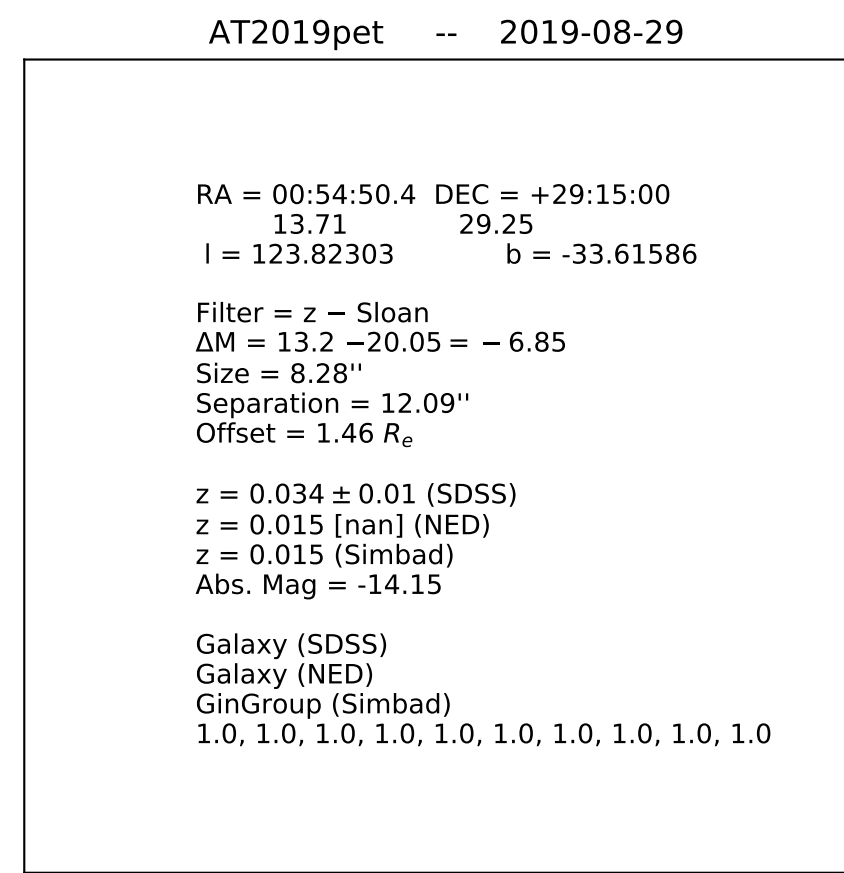 AT2019pet -- 2019-08-29
RA = 00:54:50.4 DEC = +29:15:00
13.71 29.25
l = 123.82303 b = -33.61586
Filter = z − Sloan
ΔM = 13.2 −20.05 = − 6.85
Size = 8.28''
Separation = 12.09''
Offset = 1.46 Re
z = 0.034 ± 0.01 (SDSS)
z = 0.015 [nan] (NED)
z = 0.015 (Simbad)
Abs. Mag = -14.15
Galaxy (SDSS)
Galaxy (NED)
GinGroup (Simbad)
1.0, 1.0, 1.0, 1.0, 1.0, 1.0, 1.0, 1.0, 1.0, 1.0